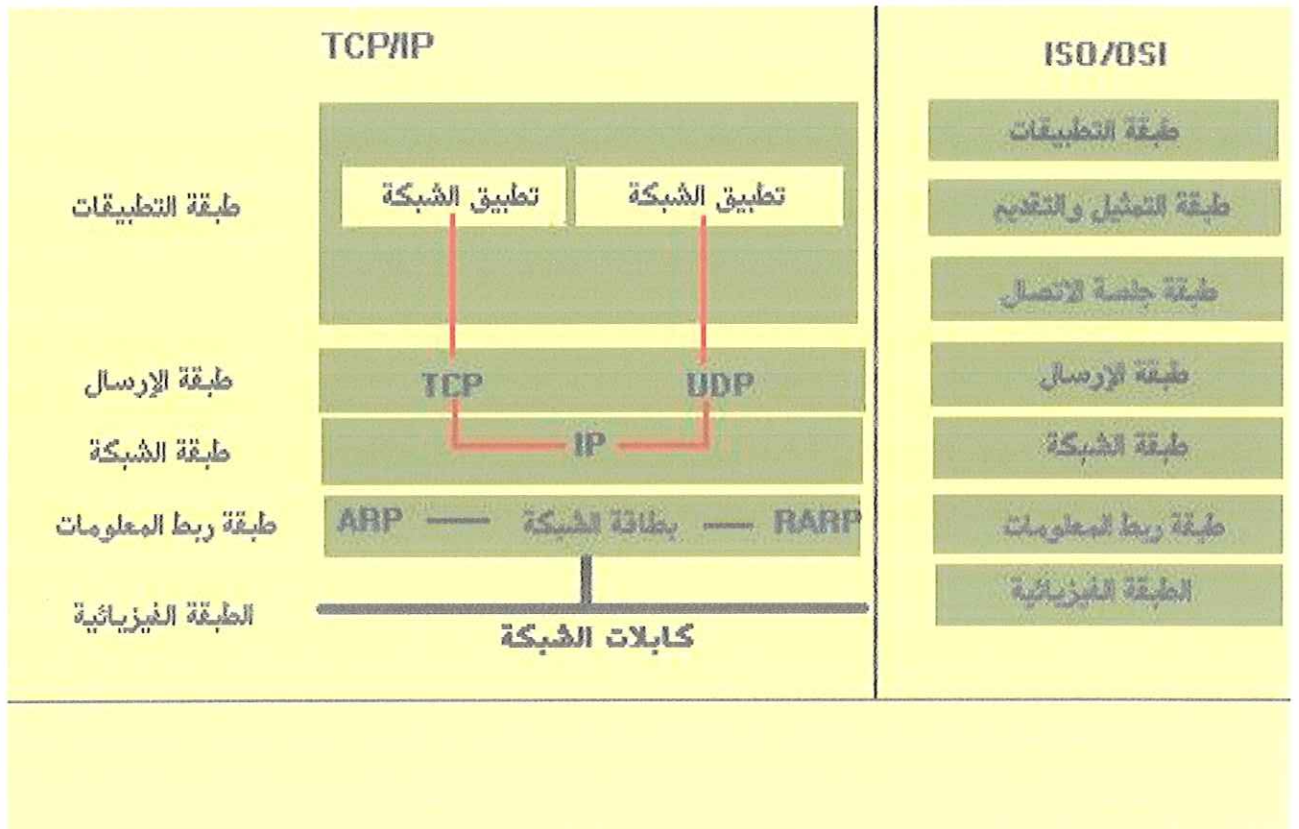 TCP/IP
ISO/OSI
طبقة التطبيقات
تطبيق الشبكة
تطبيق الشبكة
طبقة الإرسال
TCP
UDP
طبقة الشبكة
IP
طبقة ربط المعلومات
ARP
بطاقة الشبكة
RARP
الطبقة الفيزيائية
كابلات الشبكة
طبقة التطبيقات
طبقة التمثيل والتقديم
طبقة جلسة الاتصال
طبقة الإرسال
طبقة الشبكة
طبقة ربط المعلومات
الطبقة الفيزيائية